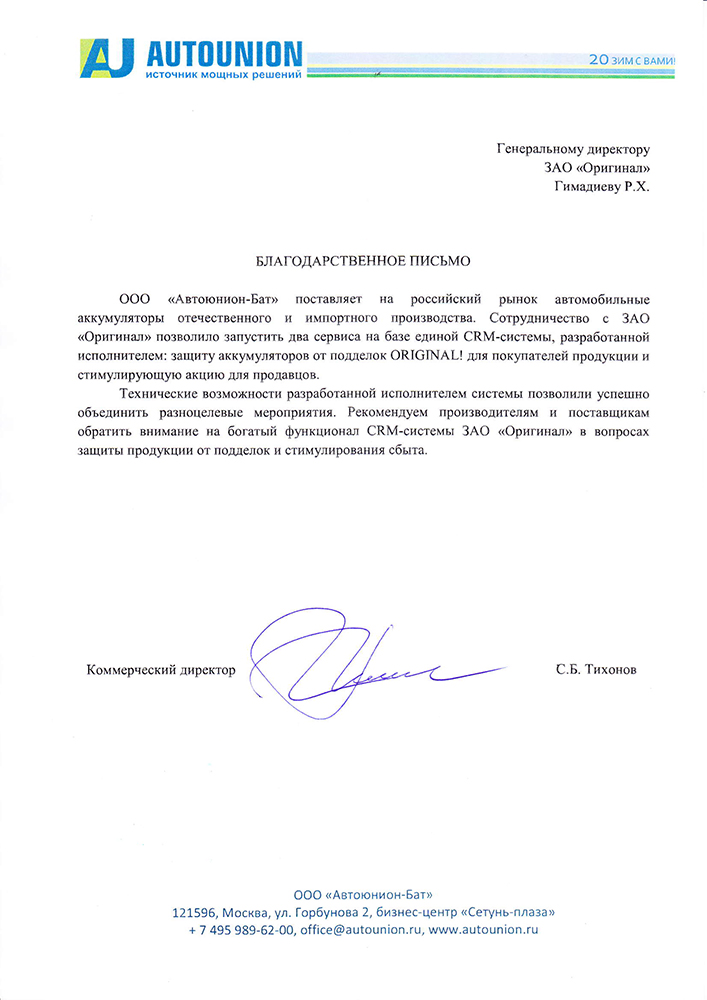 AU AUTOUNION
источник мощных решений
20 ЗИМ С ВАМИ!
Генеральному директору
ЗАО «Оригинал»
Гимадиеву Р.Х.
БЛАГОДАРСТВЕННОЕ ПИСЬМО
ООО «Автоюнион-Бат» поставляет на российский рынок автомобильные
аккумуляторы отечественного и импортного производства. Сотрудничество с ЗАО
«Оригинал» позволило запустить два сервиса на базе единой CRM-системы, разработанной
исполнителем: защиту аккумуляторов от подделок ORIGINAL! для покупателей продукции и
стимулирующую акцию для продавцов.
Технические возможности разработанной исполнителем системы позволили успешно
объединить разноцелевые мероприятия. Рекомендуем производителям и поставщикам
обратить внимание на богатый функционал CRM-системы ЗАО «Оригинал» в вопросах
защиты продукции от подделок и стимулирования сбыта.
Коммерческий директор
С.Б. Тихонов
ООО «Автоюнион-Бат»
121596, Москва, ул. Горбунова 2, бизнес-центр «Сетунь-плаза»
+ 7 495 989-62-00, office@autounion.ru, www.autounion.ru